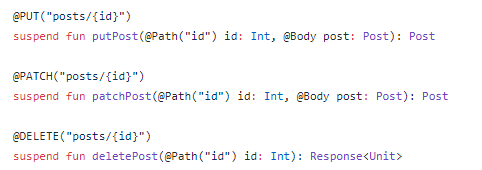 @PUT("posts/{id}")
suspend fun putPost(@Path("id") id: Int, @Body post: Post): Post
@PATCH("posts/{id}")
suspend fun patchPost(@Path("id") id: Int, @Body post: Post): Post
@DELETE("posts/{id}")
suspend fun deletePost(@Path("id") id: Int): Response<Unit>